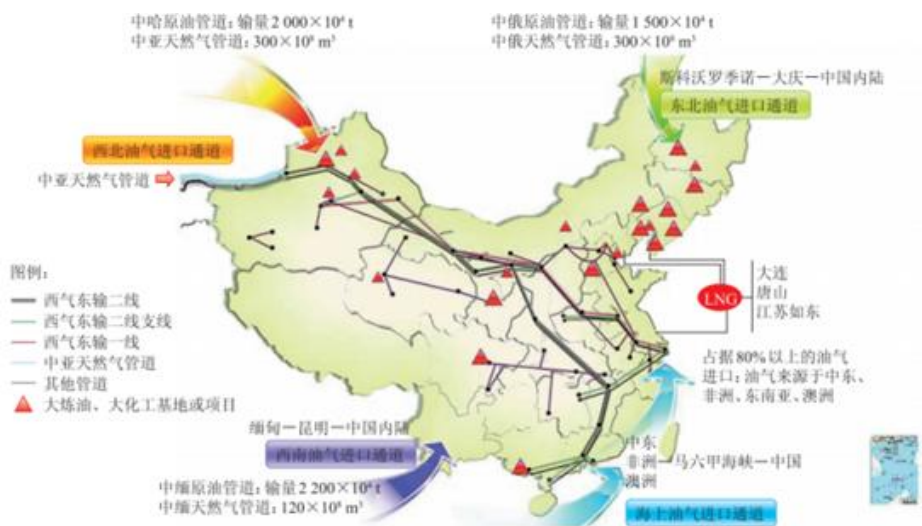 中哈原油管道：输量2 000×10⁴ t
中亚天然气管道：300×10⁸ m³
中俄原油管道：输量1 500×10⁴ t
中俄天然气管道：300×10⁸ m³
斯科沃罗季诺—大庆—中国内陆
东北油气进口通道
西北油气进口通道
中亚天然气管道
图例：
西气东输二线
西气东输二线支线
西气东输一线
中亚天然气管道
其他管道
大炼油、大化工基地或项目
LNG
大连
唐山
江苏如东
占据80%以上的油气
进口；油气来源于中东、
非洲、东南亚、澳洲
缅甸—昆明—中国内陆
西南油气进口通道
中缅原油管道：输量2 200×10⁴ t
中缅天然气管道：120×10⁸ m³
中东
非洲—马六甲海峡—中国
澳洲
海上油气进口通道